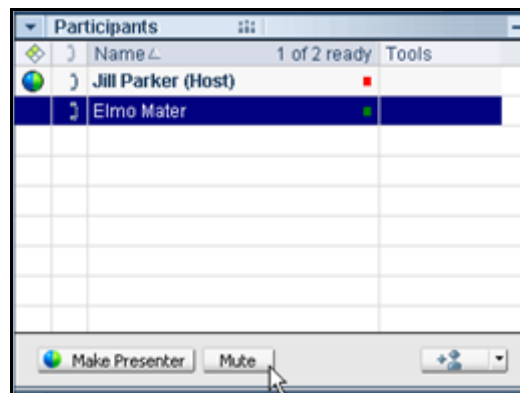 Participants
Name 1 of 2 ready Tools
Jill Parker (Host)
Elmo Mater
Make Presenter Mute